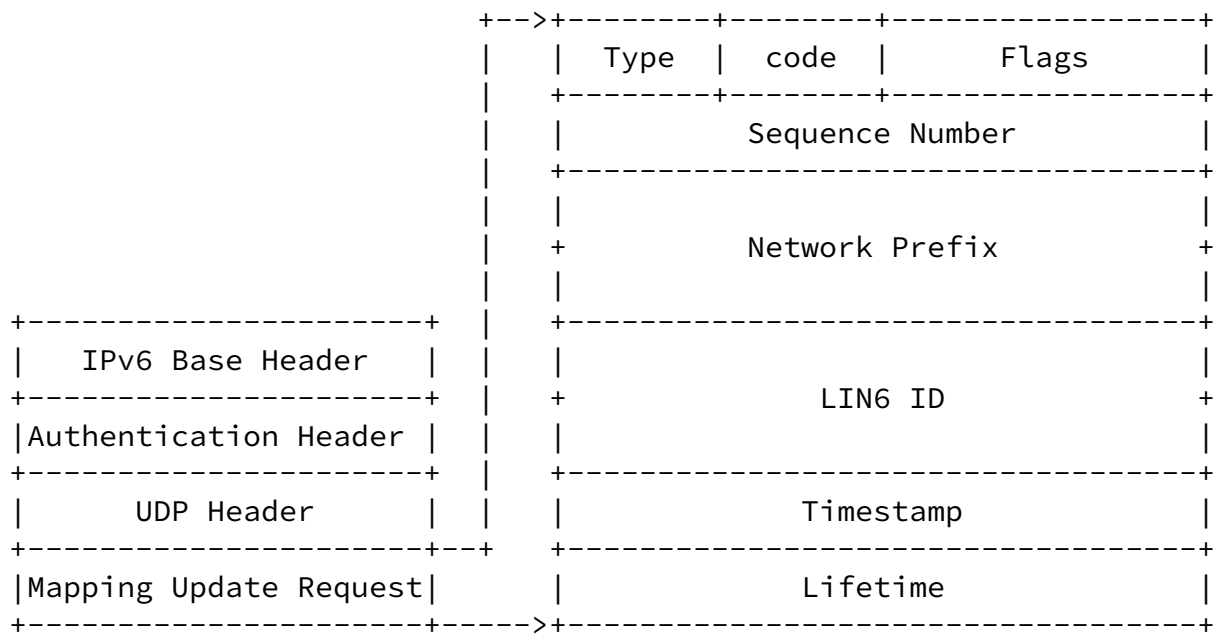 Type code Flags
Sequence Number
Network Prefix
IPv6 Base Header
LIN6 ID
Authentication Header
UDP Header Timestamp
Mapping Update Request Lifetime